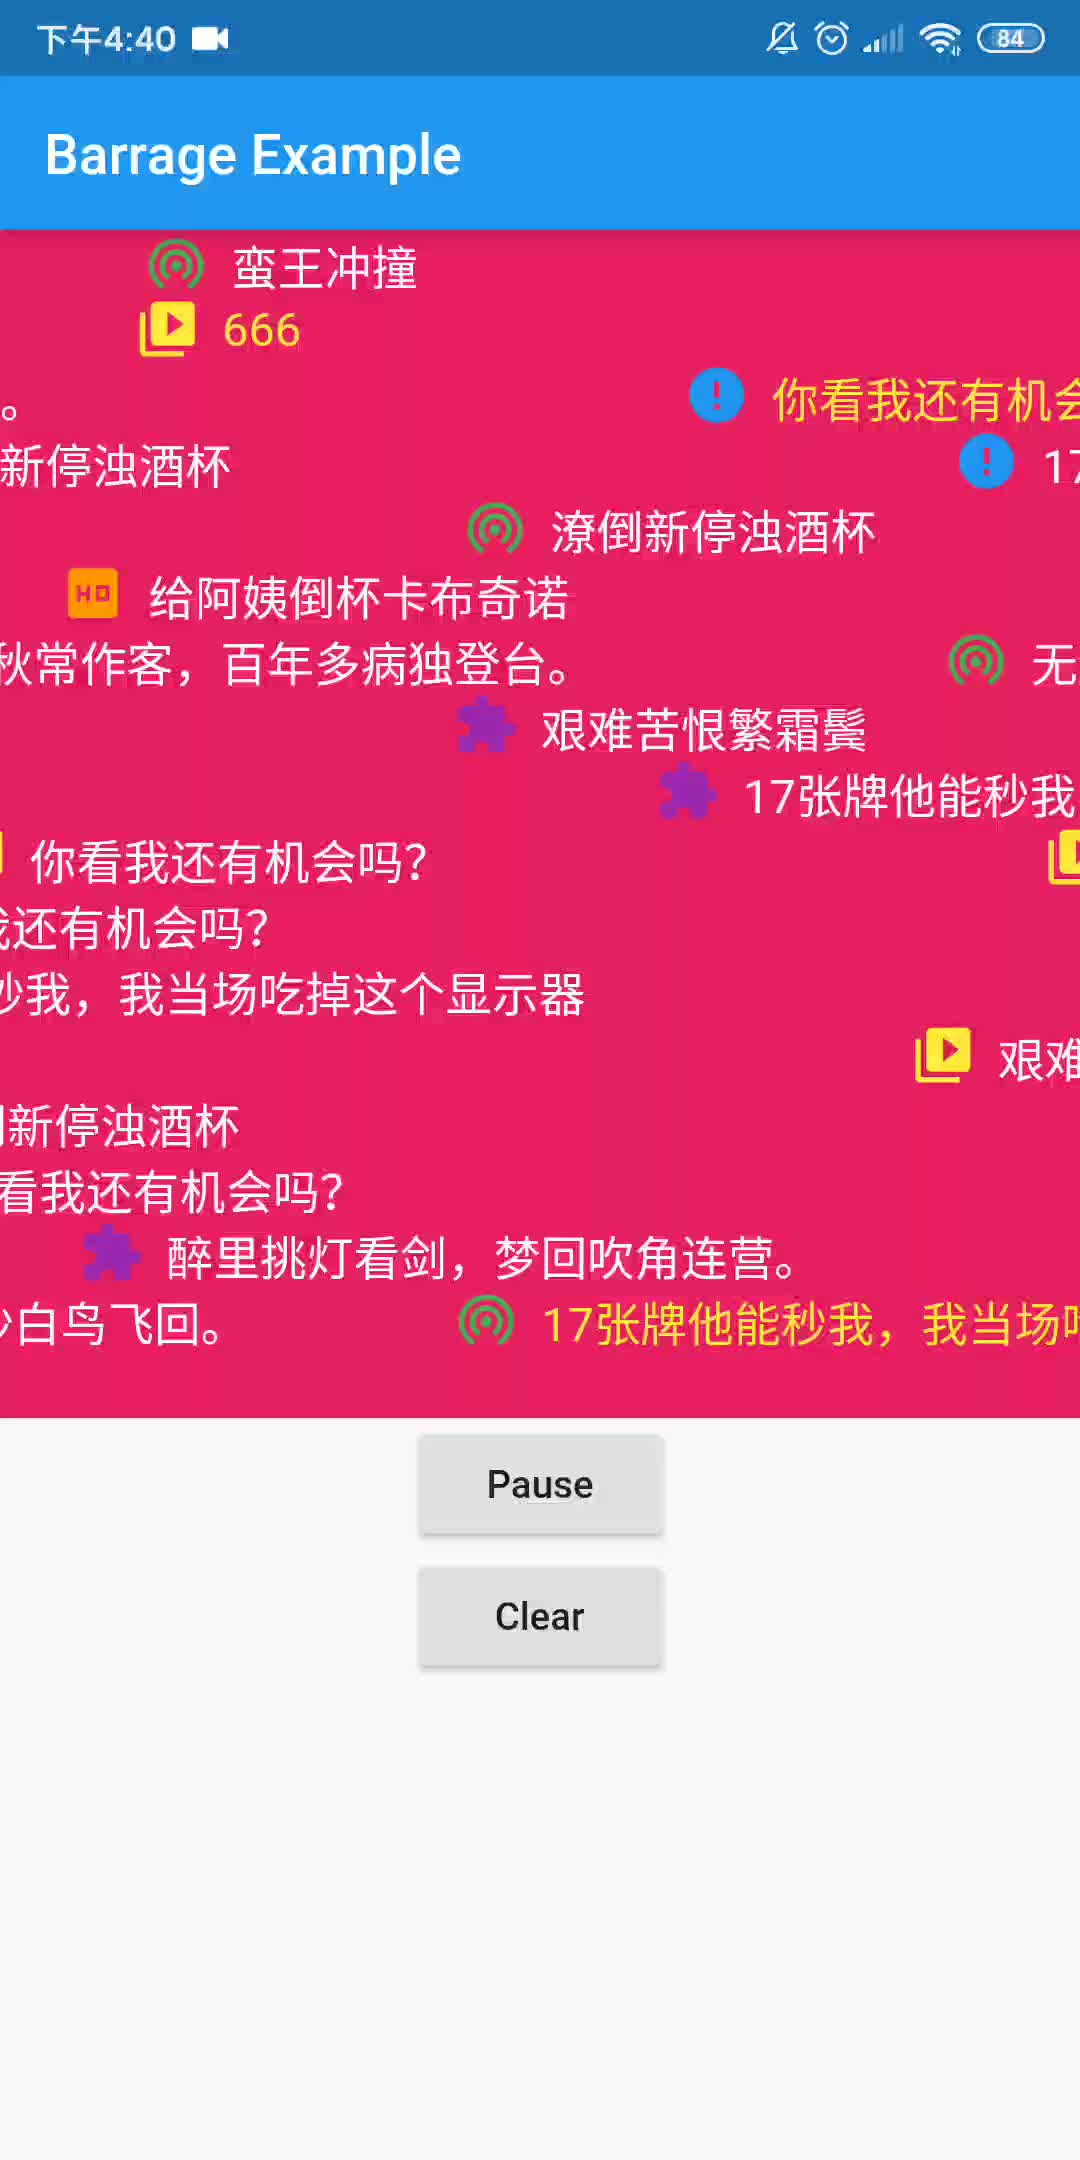 下午4:40
84
Barrage Example
蛮王冲撞
666
。 你看我还有机会
新停浊酒杯 17
潦倒新停浊酒杯
HD 给阿姨倒杯卡布奇诺
秋常作客，百年多病独登台。 无
艰难苦恨繁霜鬓
17张牌他能秒我
你看我还有机会吗?
我还有机会吗?
秒我，我当场吃掉这个显示器
艰难
新停浊酒杯
看我还有机会吗?
醉里挑灯看剑，梦回吹角连营。
沙白鸟飞回。 17张牌他能秒我，我当场吃
Pause
Clear